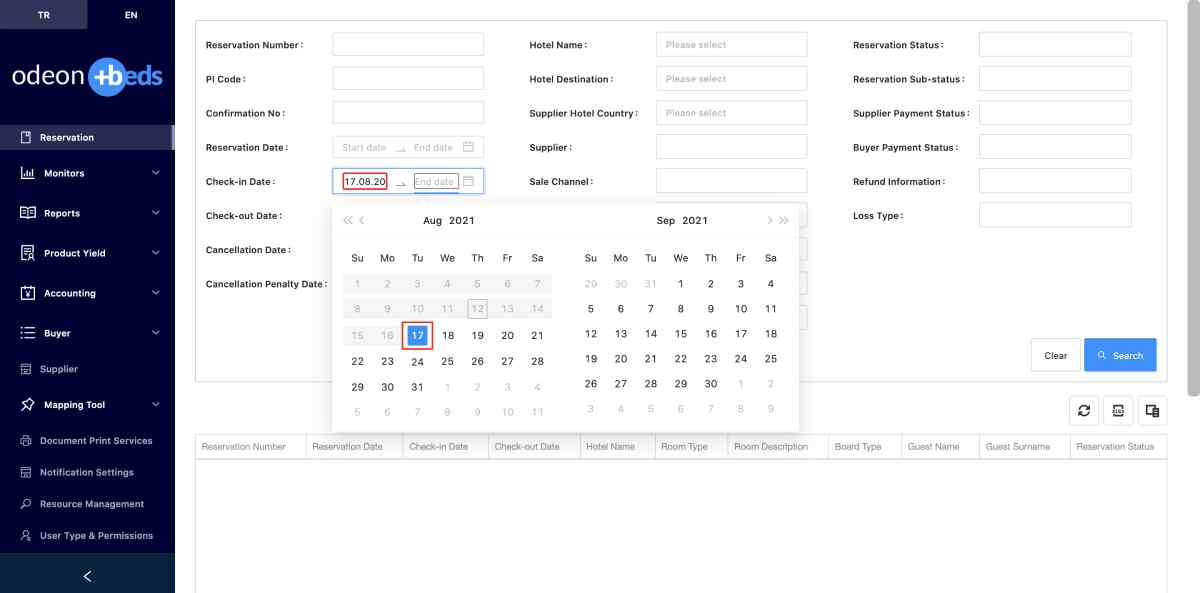 TR EN
odeon +beds
Reservation
Monitors
Reports
Product Yield
Accounting
Buyer
Supplier
Mapping Tool
Document Print Services
Notification Settings
Resource Management
User Type & Permissions
Reservation Number :
PI Code :
Confirmation No :
Reservation Date : Start date → End date
Check-in Date : 17.08.20 → End date
Check-out Date :
Cancellation Date :
Cancellation Penalty Date :
Hotel Name : Please select
Hotel Destination : Please select
Supplier Hotel Country : Please select
Supplier :
Sale Channel :
Reservation Status :
Reservation Sub-status :
Supplier Payment Status :
Buyer Payment Status :
Refund Information :
Loss Type :
Aug 2021
Su Mo Tu We Th Fr Sa
1 2 3 4 5 6 7
8 9 10 11 12 13 14
15 16 17 18 19 20 21
22 23 24 25 26 27 28
29 30 31 1 2 3 4
5 6 7 8 9 10 11
Sep 2021
Su Mo Tu We Th Fr Sa
29 30 31 1 2 3 4
5 6 7 8 9 10 11
12 13 14 15 16 17 18
19 20 21 22 23 24 25
26 27 28 29 30 1 2
3 4 5 6 7 8 9
Clear Search
Reservation Number Reservation Date Check-in Date Check-out Date Hotel Name Room Type Room Description Board Type Guest Name Guest Surname Reservation Status